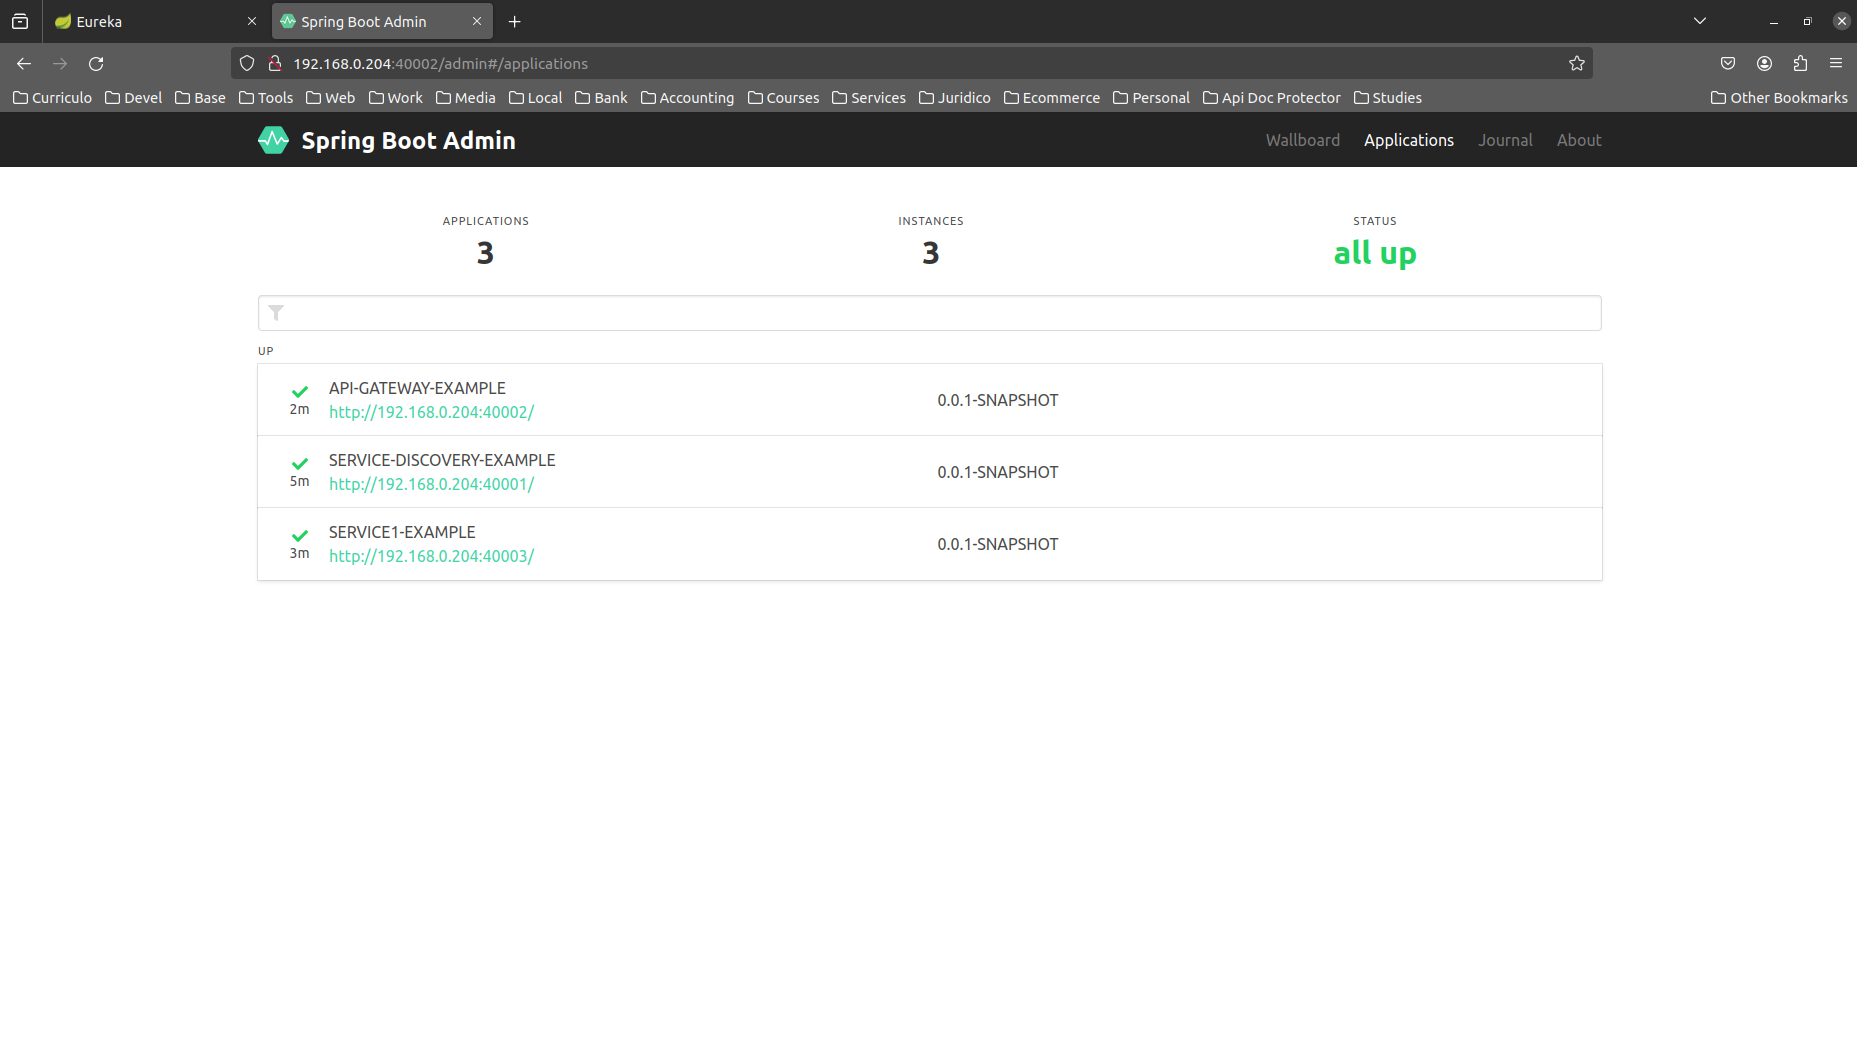 Eureka
Spring Boot Admin
192.168.0.204:40002/admin#/applications
Curriculo Devel Base Tools Web Work Media Local Bank Accounting Courses Services Juridico Ecommerce Personal Api Doc Protector Studies Other Bookmarks
Spring Boot Admin
Wallboard Applications Journal About
APPLICATIONS
3
INSTANCES
3
STATUS
all up
UP
API-GATEWAY-EXAMPLE
2m
http://192.168.0.204:40002/
0.0.1-SNAPSHOT
SERVICE-DISCOVERY-EXAMPLE
5m
http://192.168.0.204:40001/
0.0.1-SNAPSHOT
SERVICE1-EXAMPLE
3m
http://192.168.0.204:40003/
0.0.1-SNAPSHOT